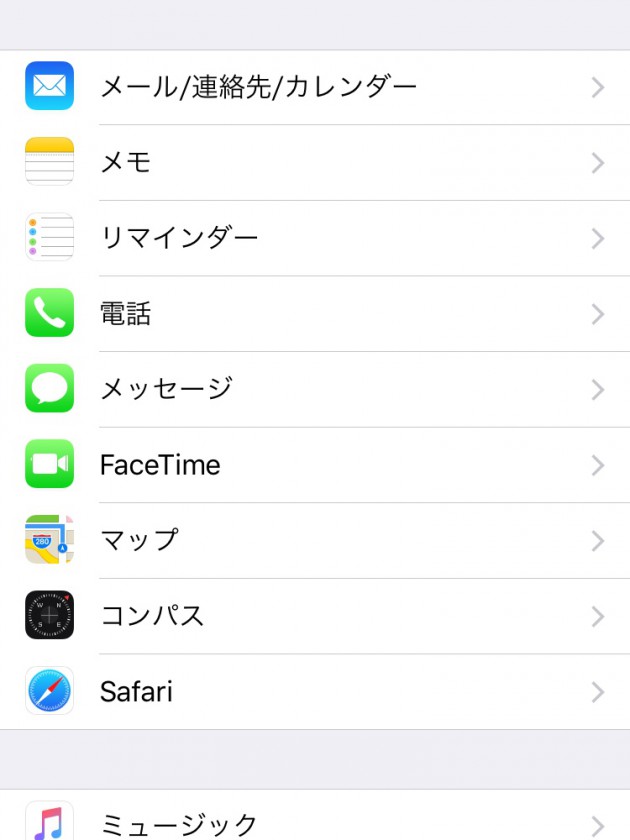 メール/連絡先/カレンダー
メモ
リマインダー
電話
メッセージ
FaceTime
280
マップ
W N
S E
コンパス
Safari
ミュージック